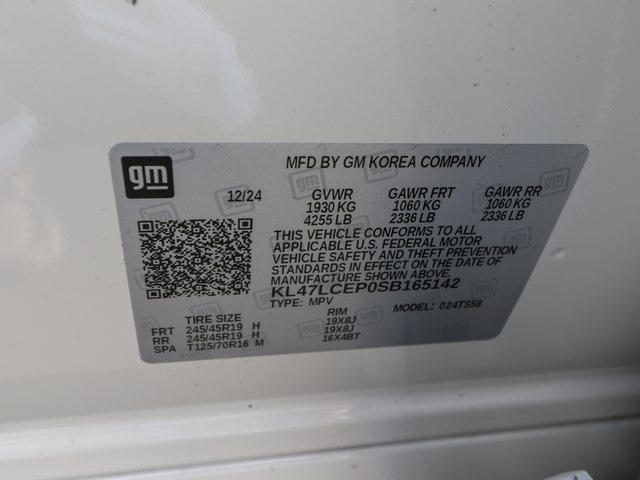 gm
MFD BY GM KOREA COMPANY
12/24 GVWR GAWR FRT GAWR RR
1930 KG 1060 KG 1060 KG
4255 LB 2336 LB 2336 LB
THIS VEHICLE CONFORMS TO ALL
APPLICABLE U.S. FEDERAL MOTOR
VEHICLE SAFETY AND THEFT PREVENTION
STANDARDS IN EFFECT ON THE DATE OF
MANUFACTURE SHOWN ABOVE.
KL47LCEP0SB165142
TYPE: MPV MODEL: 024TS58
TIRE SIZE RIM
FRT 245/45R19 H 19X8J
RR 245/45R19 H 19X8J
SPA T125/70R16 M 16X4BT